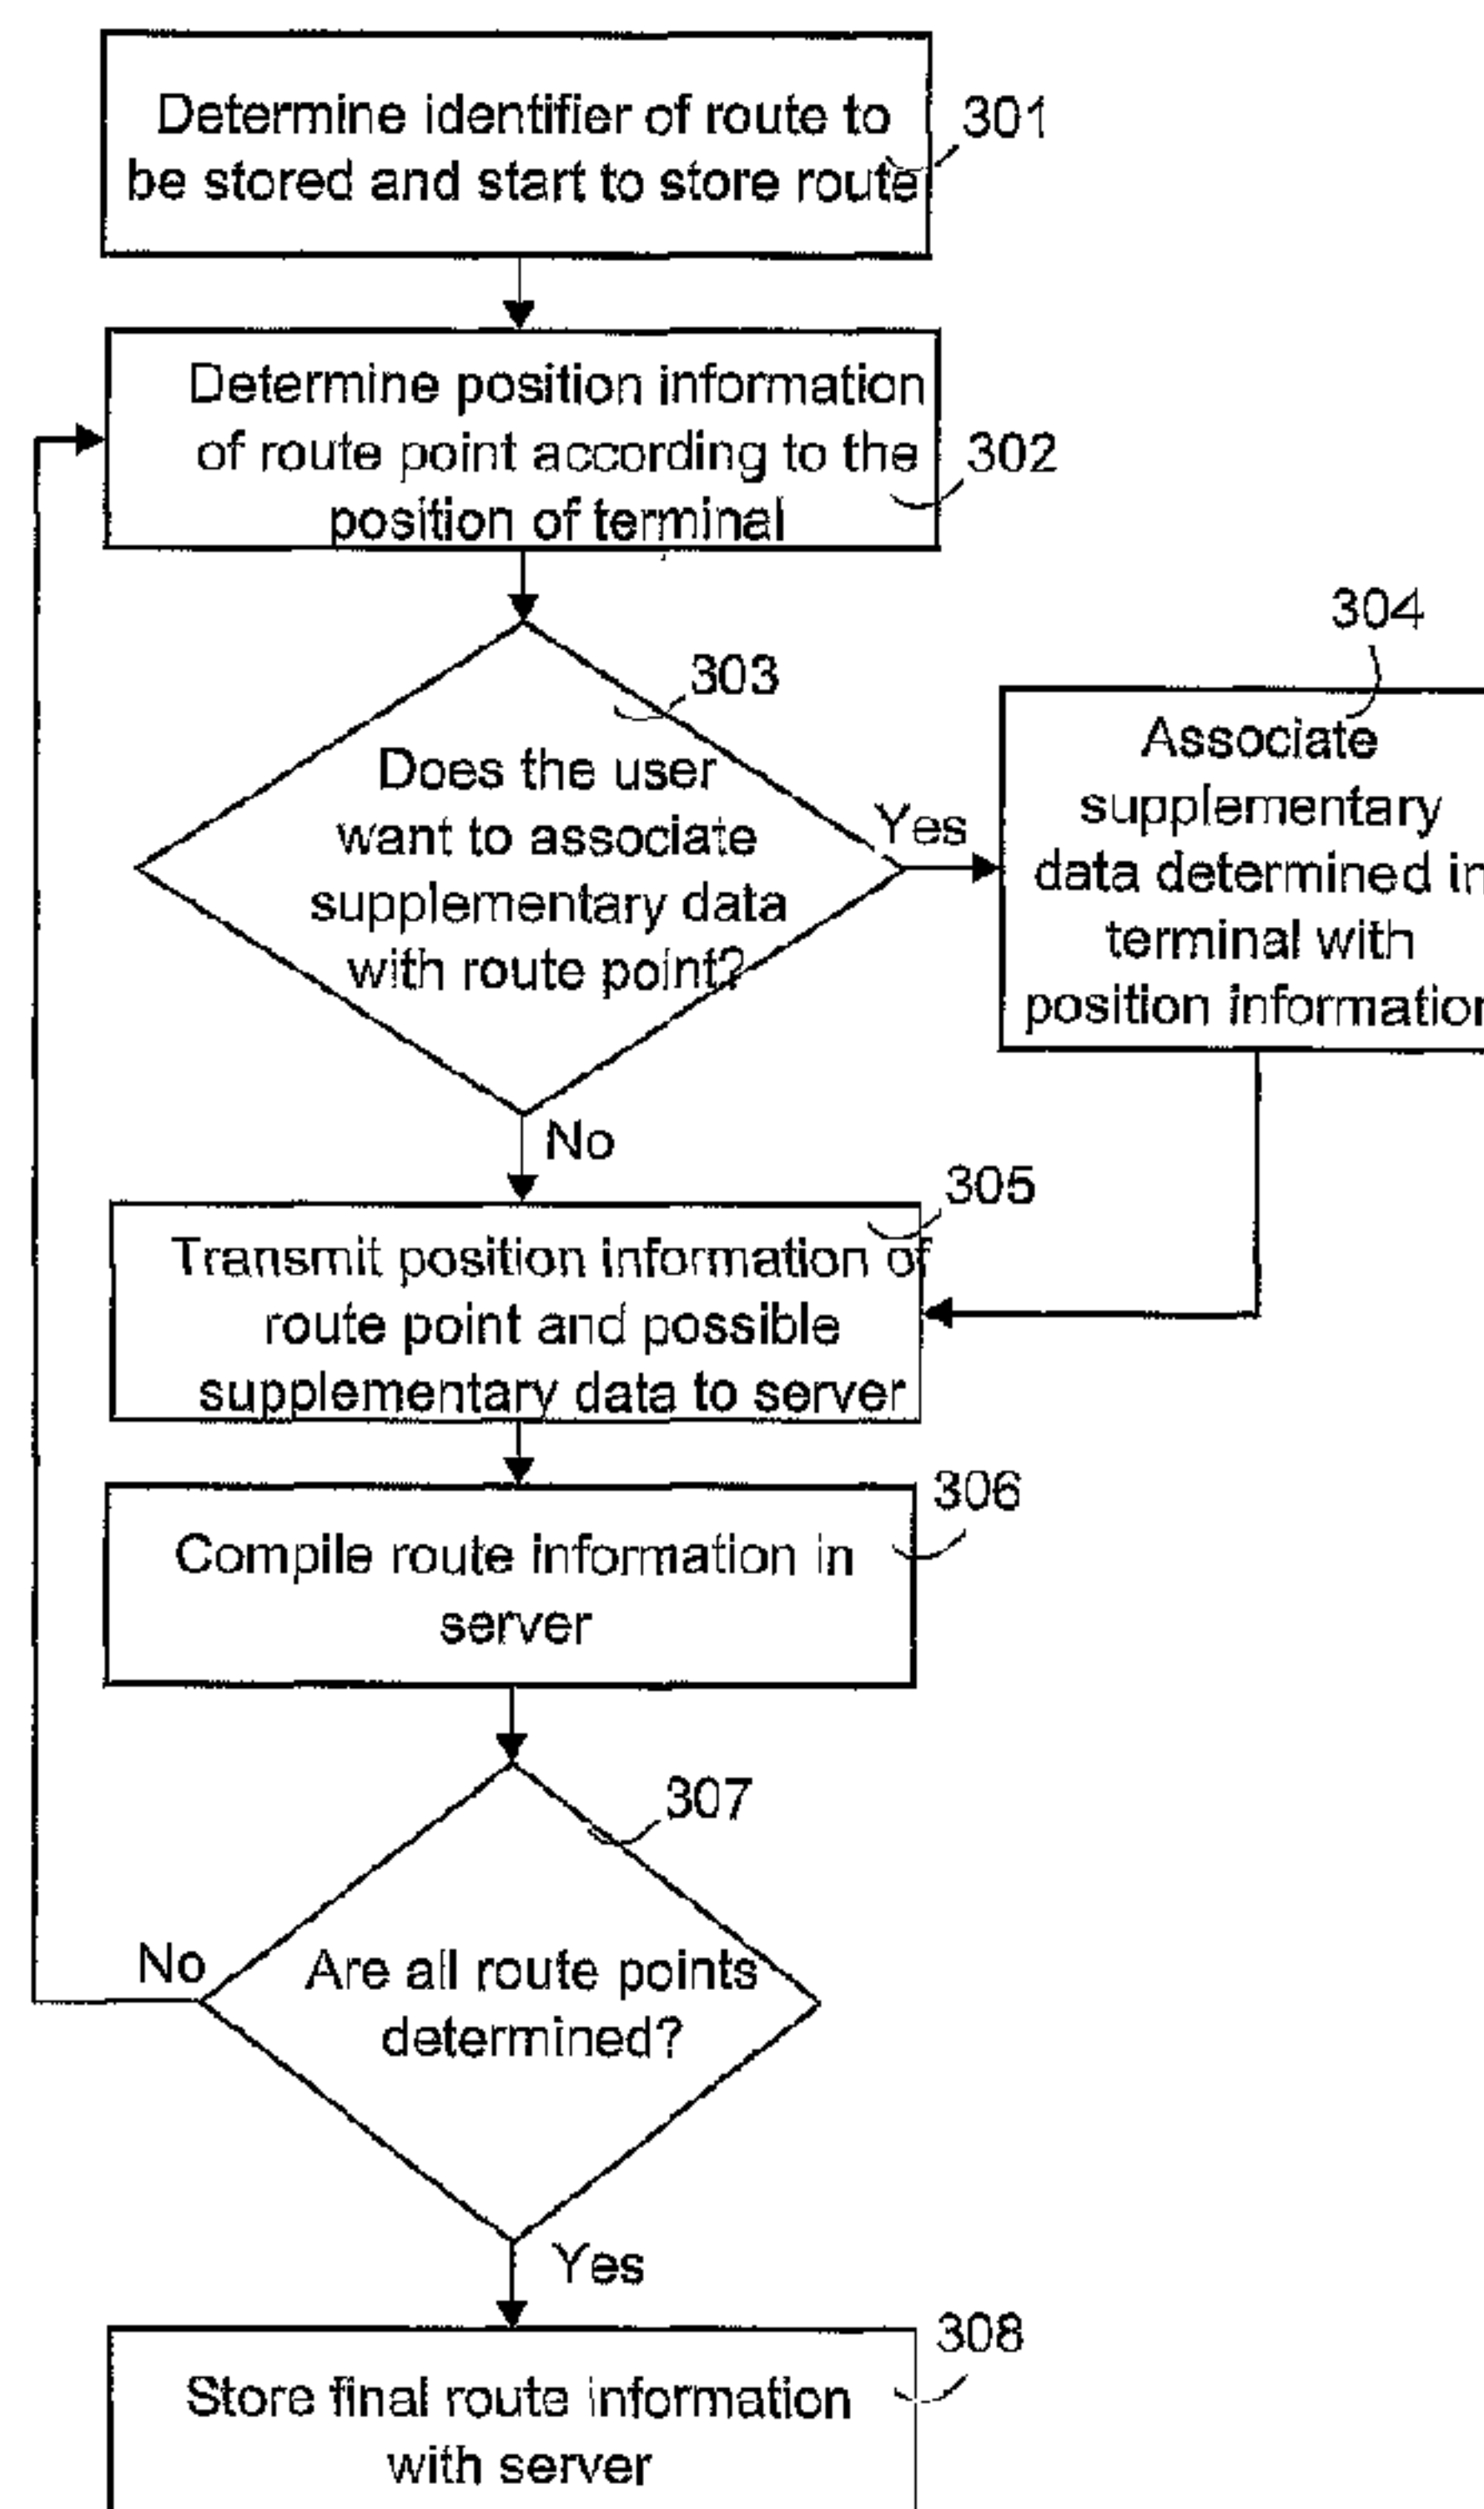 Determine identifier of route to
be stored and start to store route
301
Determine position information
of route point according to the
position of terminal
302
303
Does the user
want to associate
supplementary data
with route point?
Yes
304
Associate
supplementary
data determined in
terminal with
position information
No
305
Transmit position information of
route point and possible
supplementary data to server
306
Compile route information in
server
307
No
Are all route points
determined?
Yes
308
Store final route information
with server